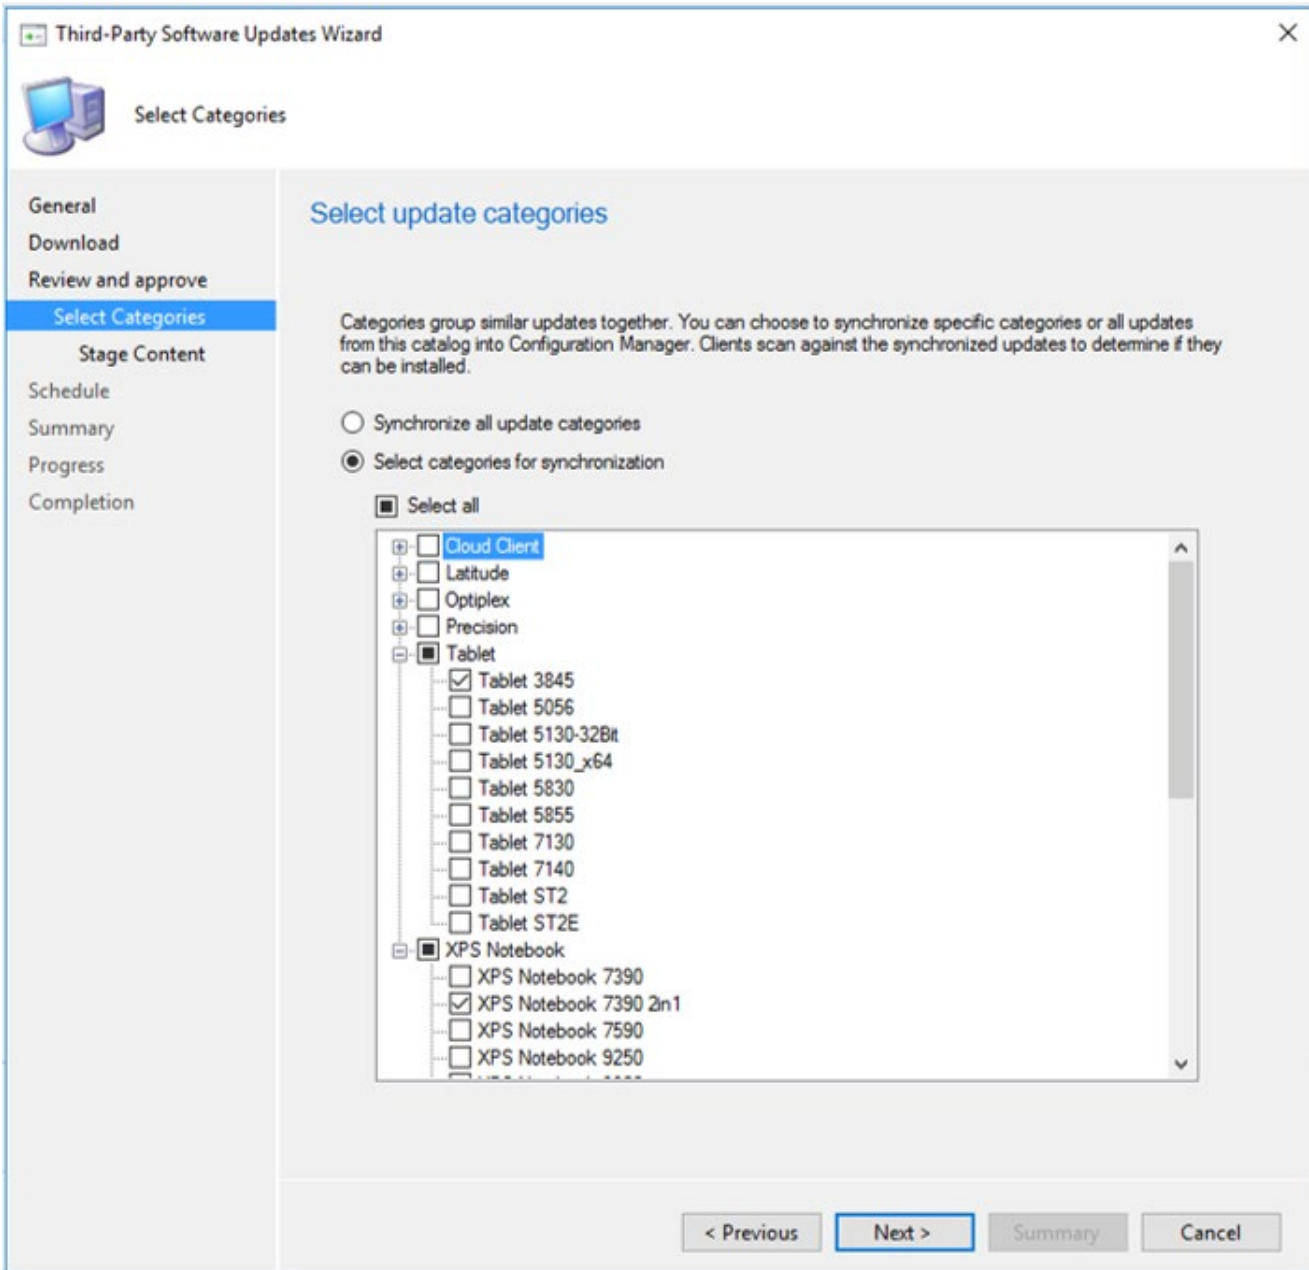 Third-Party Software Updates Wizard
Select Categories
General
Download
Review and approve
Select Categories
Stage Content
Schedule
Summary
Progress
Completion
Select update categories
Categories group similar updates together. You can choose to synchronize specific categories or all updates
from this catalog into Configuration Manager. Clients scan against the synchronized updates to determine if they
can be installed.
Synchronize all update categories
Select categories for synchronization
Select all
Cloud Client
Latitude
Optiplex
Precision
Tablet
Tablet 3845
Tablet 5056
Tablet 5130-32Bit
Tablet 5130_x64
Tablet 5830
Tablet 5855
Tablet 7130
Tablet 7140
Tablet ST2
Tablet ST2E
XPS Notebook
XPS Notebook 7390
XPS Notebook 7390 2in1
XPS Notebook 7590
XPS Notebook 9250
< Previous
Next >
Summary
Cancel